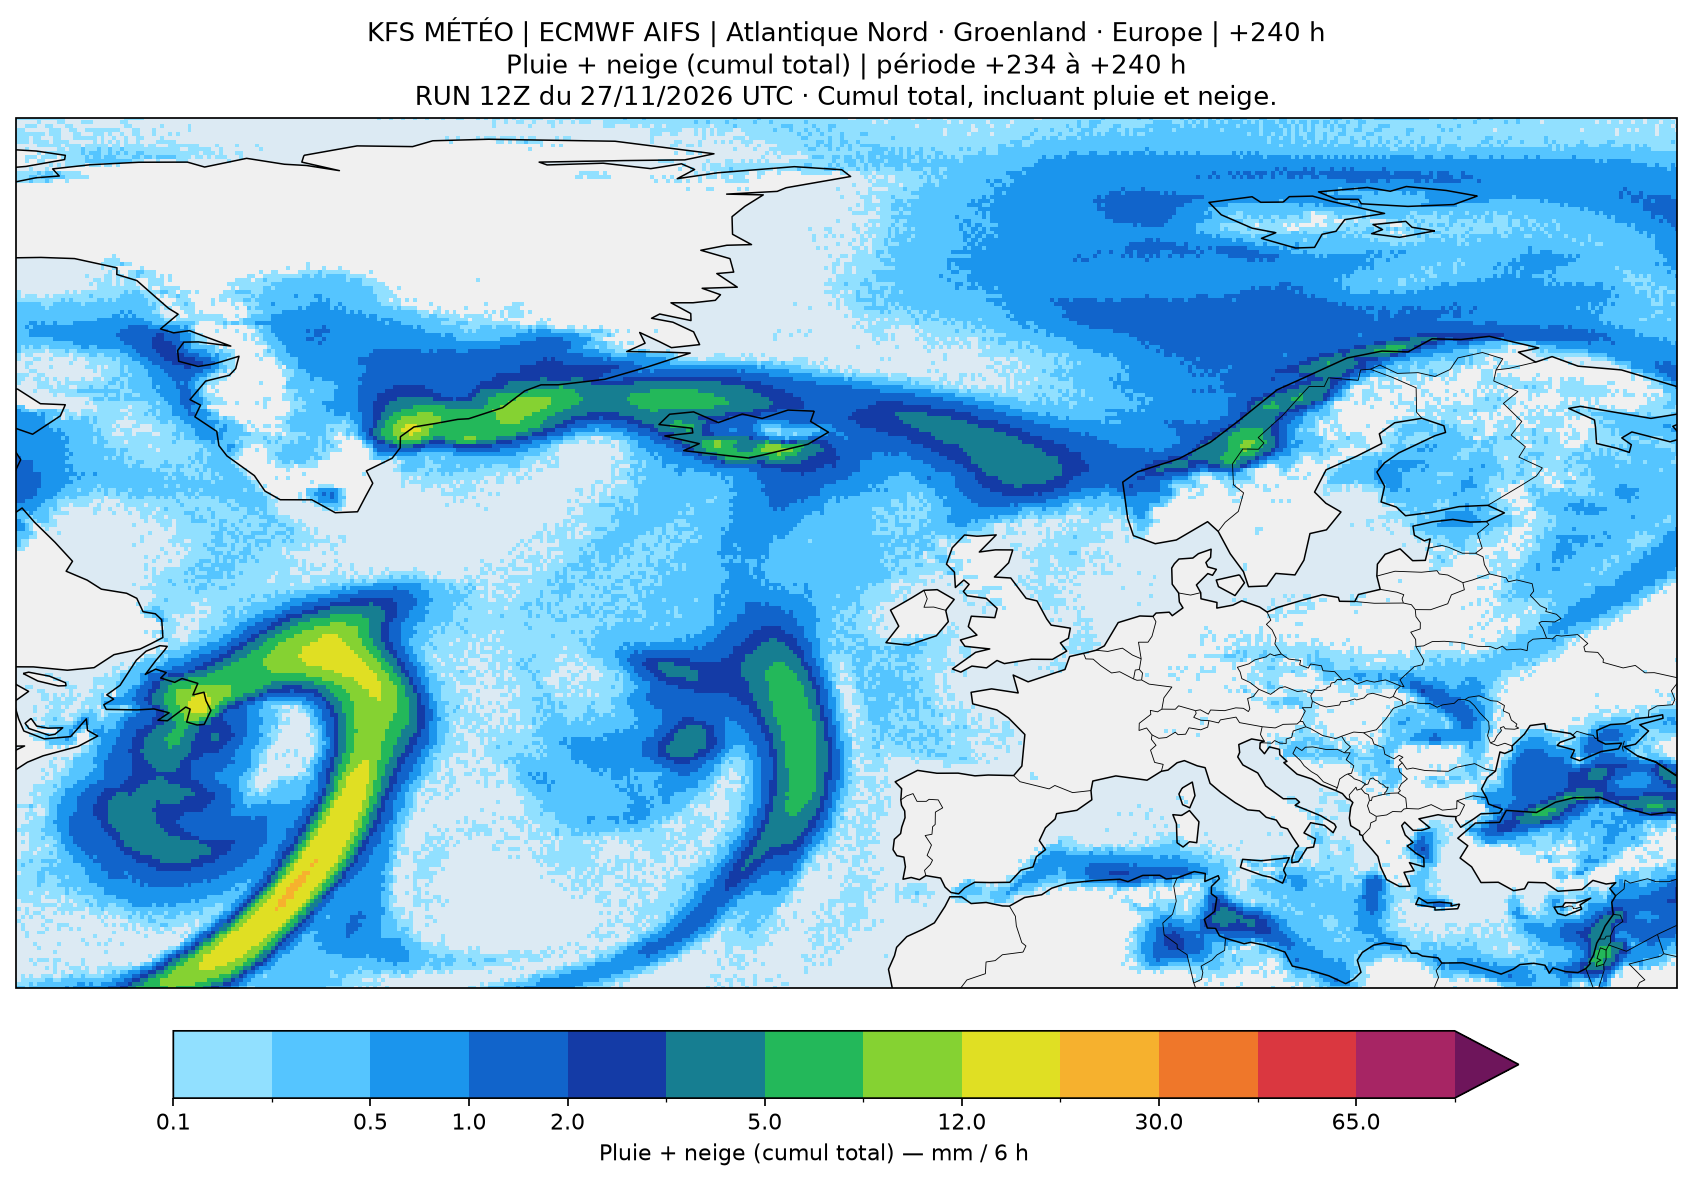 KFS MÉTÉO | ECMWF AIFS | Atlantique Nord · Groenland · Europe | +240 h
Pluie + neige (cumul total) | période +234 à +240 h
RUN 12Z du 27/11/2026 UTC · Cumul total, incluant pluie et neige.
0.1 0.5 1.0 2.0 5.0 12.0 30.0 65.0
Pluie + neige (cumul total) — mm / 6 h